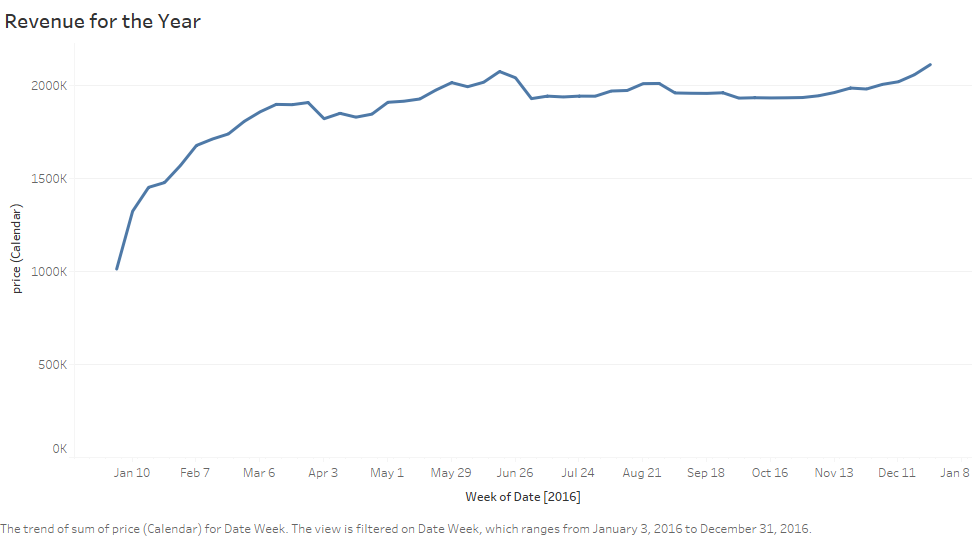 Revenue for the Year
2000K
1500K
1000K
500K
0K
price (Calendar)
Jan 10 Feb 7 Mar 6 Apr 3 May 1 May 29 Jun 26 Jul 24 Aug 21 Sep 18 Oct 16 Nov 13 Dec 11 Jan 8
Week of Date [2016]
The trend of sum of price (Calendar) for Date Week. The view is filtered on Date Week, which ranges from January 3, 2016 to December 31, 2016.